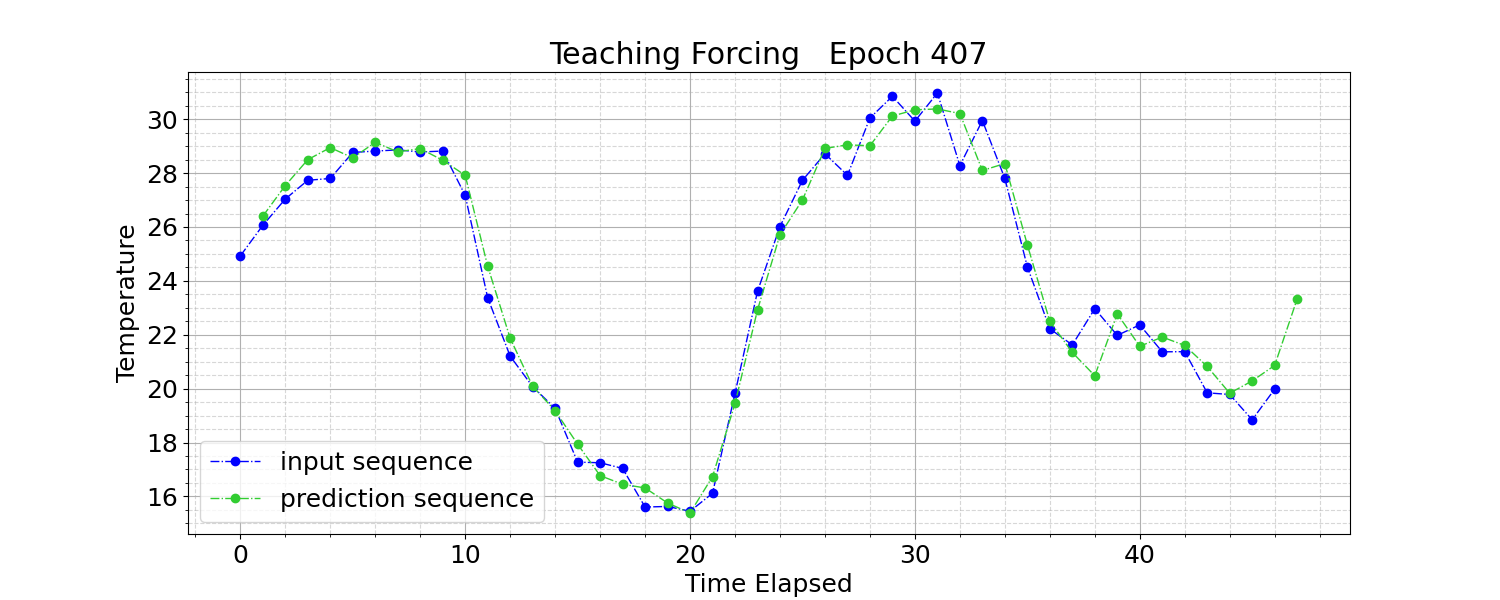 Teaching Forcing   Epoch 407
30
28
26
24
22
20
18
16
Temperature
input sequence
prediction sequence
0 10 20 30 40
Time Elapsed